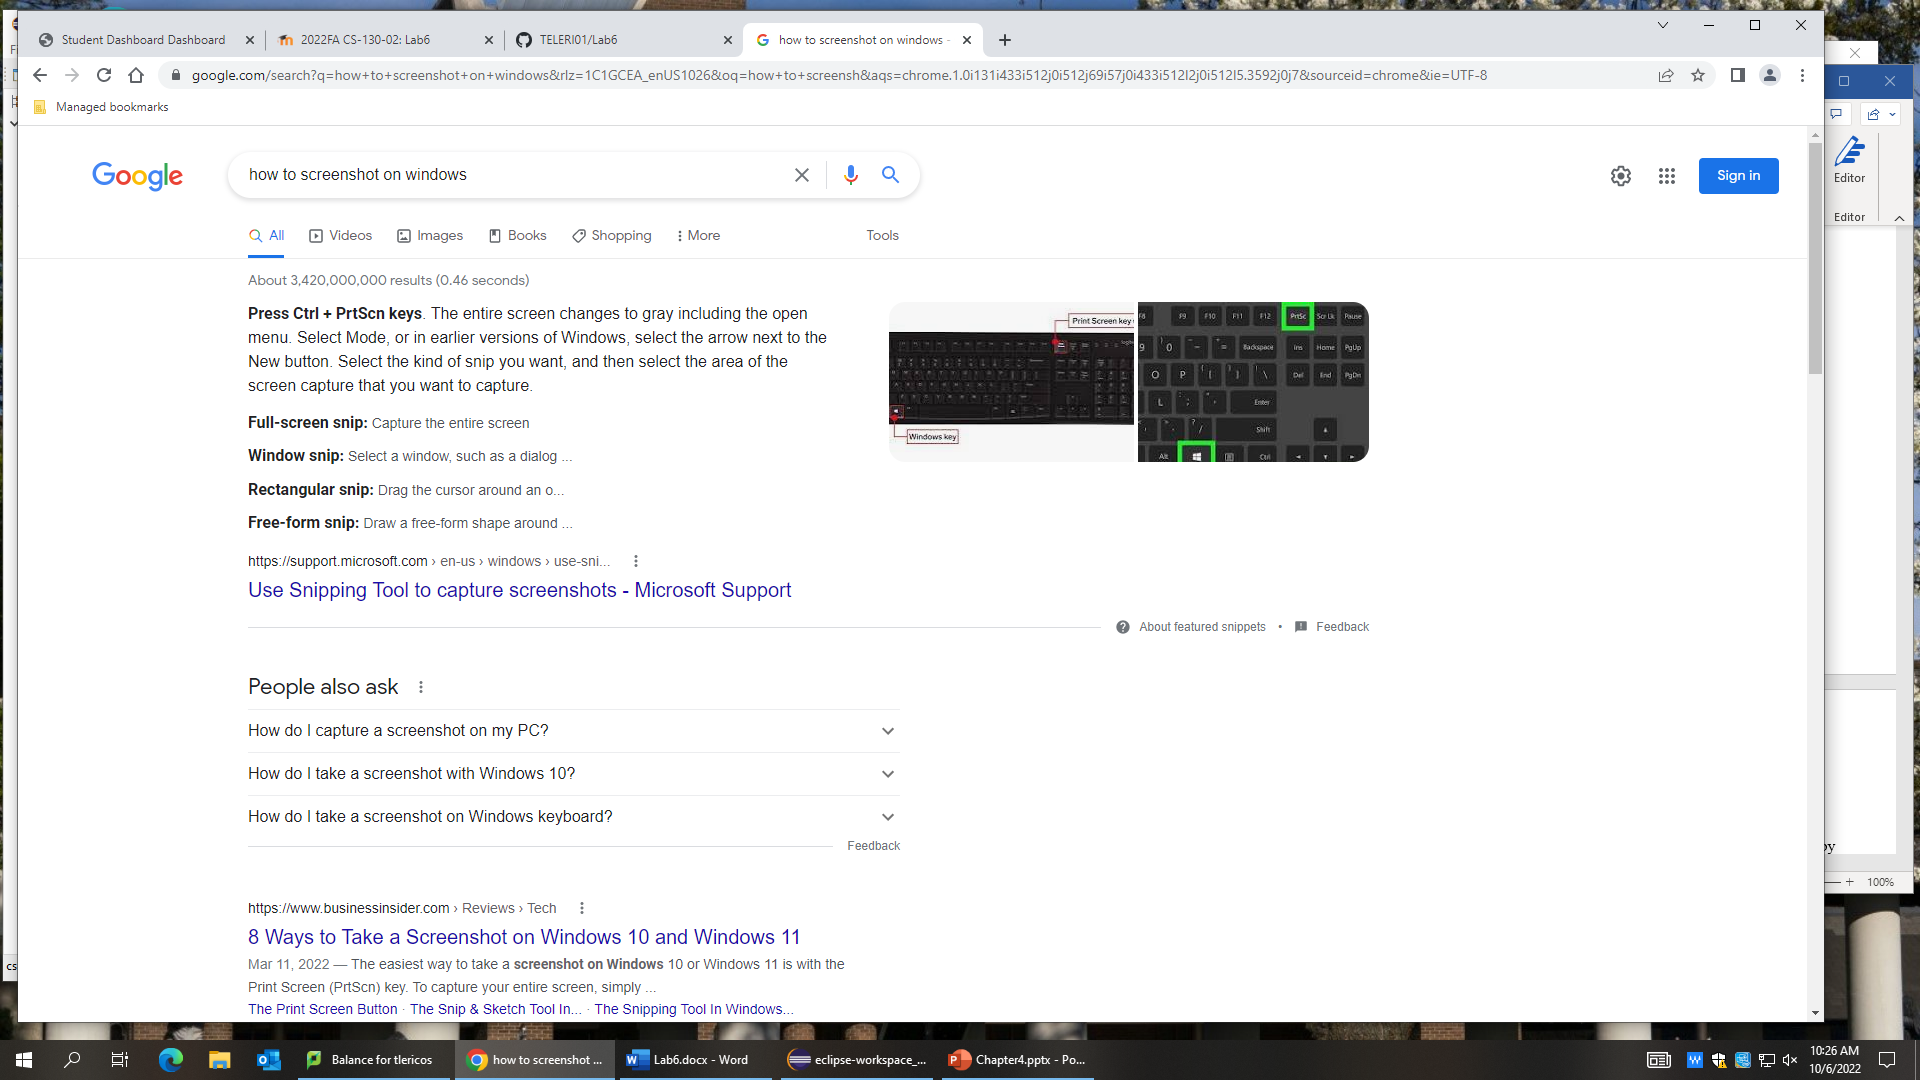 Student Dashboard Dashboard
2022FA CS-130-02: Lab6
TELERI01/Lab6
how to screenshot on windows -
google.com/search?q=how+to+screenshot+on+windows&rlz=1C1GCEA_enUS1026&oq=how+to+screensh&aqs=chrome.1.0i131i433i512j0i512j69i57j0i433i512l2j0i512l5.3592j0j7&sourceid=chrome&ie=UTF-8
Managed bookmarks
Google
how to screenshot on windows
Sign in
Editor
Editor
All
Videos
Images
Books
Shopping
More
Tools
About 3,420,000,000 results (0.46 seconds)
Press Ctrl + PrtScn keys. The entire screen changes to gray including the open
menu. Select Mode, or in earlier versions of Windows, select the arrow next to the
New button. Select the kind of snip you want, and then select the area of the
screen capture that you want to capture.
Print Screen key
Windows key
F9 F10 F11 F12 PrtSc Scr Lk Pause
Backspace Ins Home PgUp
O P Del End PgDn
L Enter
Shift
Alt Ctrl
Full-screen snip: Capture the entire screen
Window snip: Select a window, such as a dialog ...
Rectangular snip: Drag the cursor around an o...
Free-form snip: Draw a free-form shape around ...
https://support.microsoft.com › en-us › windows › use-sni...
Use Snipping Tool to capture screenshots - Microsoft Support
About featured snippets • Feedback
People also ask
How do I capture a screenshot on my PC?
How do I take a screenshot with Windows 10?
How do I take a screenshot on Windows keyboard?
Feedback
by
100%
https://www.businessinsider.com › Reviews › Tech
8 Ways to Take a Screenshot on Windows 10 and Windows 11
Mar 11, 2022 — The easiest way to take a screenshot on Windows 10 or Windows 11 is with the
Print Screen (PrtScn) key. To capture your entire screen, simply ...
The Print Screen Button · The Snip & Sketch Tool In... · The Snipping Tool In Windows...
cs
Balance for tlericos
how to screenshot ...
Lab6.docx - Word
eclipse-workspace_...
Chapter4.pptx - Po...
10:26 AM
10/6/2022